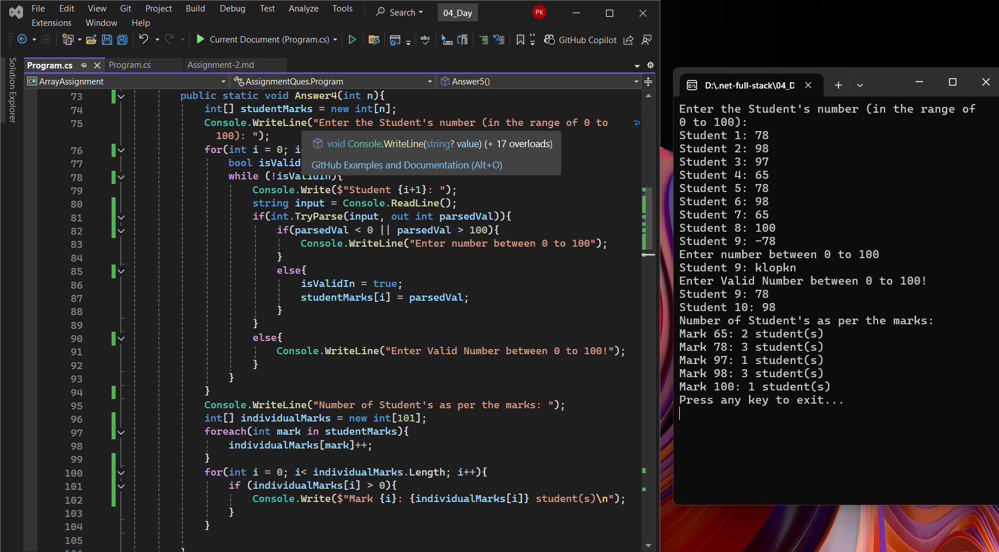 File Edit View Git Project Build Debug Test Analyze Tools Search 04_Day PK
Extensions Window Help
Current Document (Program.cs) abc GitHub Copilot
Solution Explorer
Program.cs Program.cs Assignment-2.md
C# ArrayAssignment AssignmentQues.Program Answer5()
73 public static void Answer4(int n){
74 int[] studentMarks = new int[n];
75 Console.WriteLine("Enter the Student's number (in the range of 0 to
100): ");
76 for(int i = 0; i
77 bool isValid
78 while (!isValidIn){
79 Console.Write($"Student {i+1}: ");
80 string input = Console.ReadLine();
81 if(int.TryParse(input, out int parsedVal)){
82 if(parsedVal < 0 || parsedVal > 100){
83 Console.WriteLine("Enter number between 0 to 100");
84 }
85 else{
86 isValidIn = true;
87 studentMarks[i] = parsedVal;
88 }
89 }
90 else{
91 Console.WriteLine("Enter Valid Number between 0 to 100!");
92 }
93 }
94 }
95 Console.WriteLine("Number of Student's as per the marks: ");
96 int[] individualMarks = new int[101];
97 foreach(int mark in studentMarks){
98 individualMarks[mark]++;
99 }
100 for(int i = 0; i< individualMarks.Length; i++){
101 if (individualMarks[i] > 0){
102 Console.Write($"Mark {i}: {individualMarks[i]} student(s)\n");
103 }
104 }
105
void Console.WriteLine(string? value) (+ 17 overloads)
GitHub Examples and Documentation (Alt+O)
D:\.net-full-stack\04_D
Enter the Student's number (in the range of
0 to 100):
Student 1: 78
Student 2: 98
Student 3: 97
Student 4: 65
Student 5: 78
Student 6: 98
Student 7: 65
Student 8: 100
Student 9: -78
Enter number between 0 to 100
Student 9: klopkn
Enter Valid Number between 0 to 100!
Student 9: 78
Student 10: 98
Number of Student's as per the marks:
Mark 65: 2 student(s)
Mark 78: 3 student(s)
Mark 97: 1 student(s)
Mark 98: 3 student(s)
Mark 100: 1 student(s)
Press any key to exit...